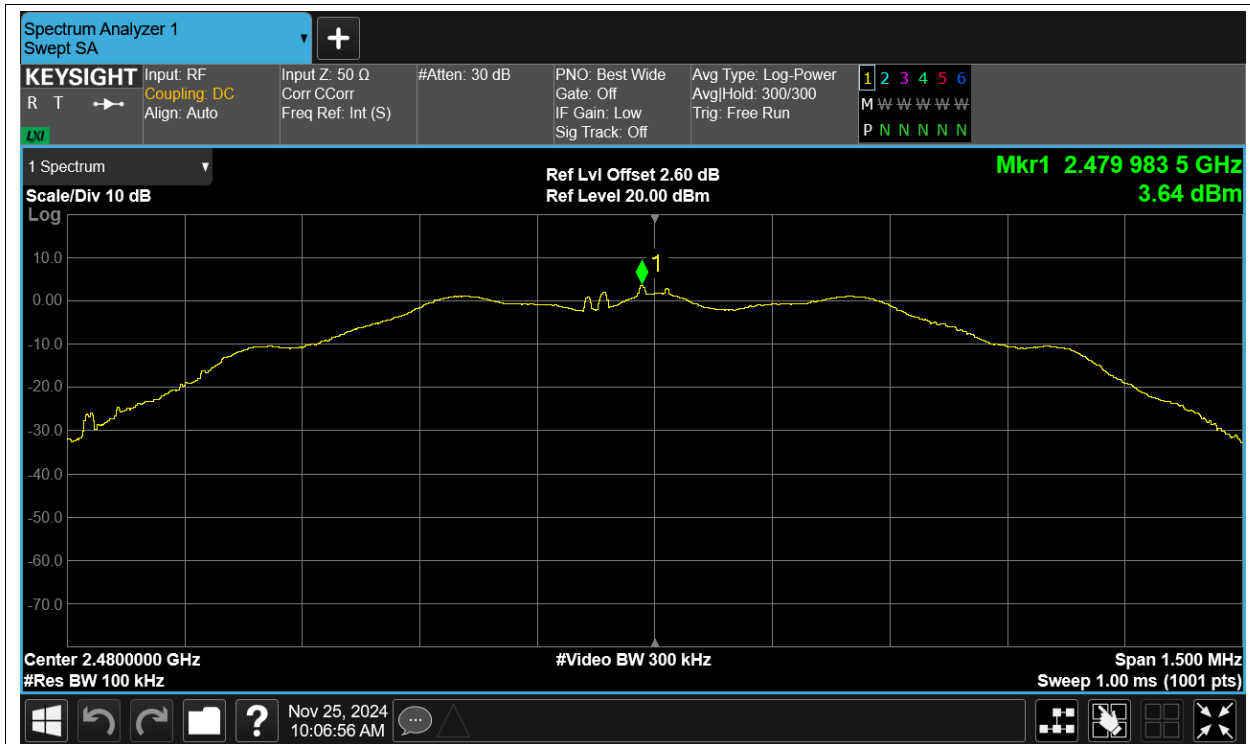 Spectrum Analyzer 1
Swept SA
+
KEYSIGHT
R T
LXI
Input: RF
Coupling: DC
Align: Auto
Input Z: 50 Ω
Corr CCorr
Freq Ref: Int (S)
#Atten: 30 dB
PNO: Best Wide
Gate: Off
IF Gain: Low
Sig Track: Off
Avg Type: Log-Power
Avg|Hold: 300/300
Trig: Free Run
1 2 3 4 5 6
M W W W W W
P N N N N N
1 Spectrum
Scale/Div 10 dB
Log
Ref Lvl Offset 2.60 dB
Ref Level 20.00 dBm
Mkr1 2.479 983 5 GHz
3.64 dBm
1
10.0
0.00
-10.0
-20.0
-30.0
-40.0
-50.0
-60.0
-70.0
Center 2.4800000 GHz
#Res BW 100 kHz
#Video BW 300 kHz
Span 1.500 MHz
Sweep 1.00 ms (1001 pts)
?
Nov 25, 2024
10:06:56 AM